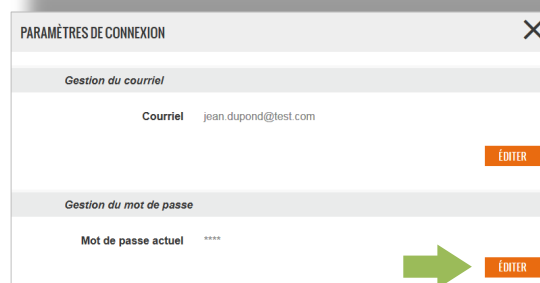 PARAMÈTRES DE CONNEXION
Gestion du courriel
Courriel jean.dupond@test.com
ÉDITER
Gestion du mot de passe
Mot de passe actuel ****
ÉDITER